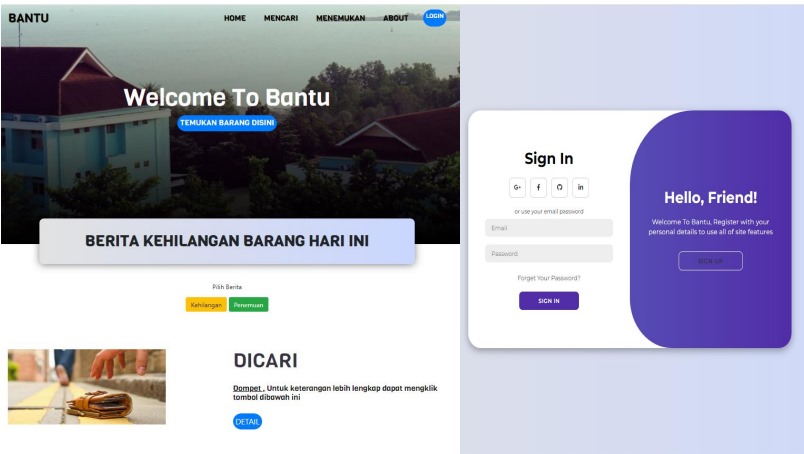 BANTU
HOME MENCARI MENEMUKAN ABOUT LOGIN
Welcome To Bantu
TEMUKAN BARANG DISINI
BERITA KEHILANGAN BARANG HARI INI
Pilih Berita
Kehilangan Penemuan
DICARI
Dompet , Untuk keterangan lebih lengkap dapat mengklik
tombol dibawah ini
DETAIL
Sign In
G+ f in
or use your email password
Email
Password
Forget Your Password?
SIGN IN
Hello, Friend!
Welcome To Bantu, Register with your
personal details to use all of site features
SIGN UP